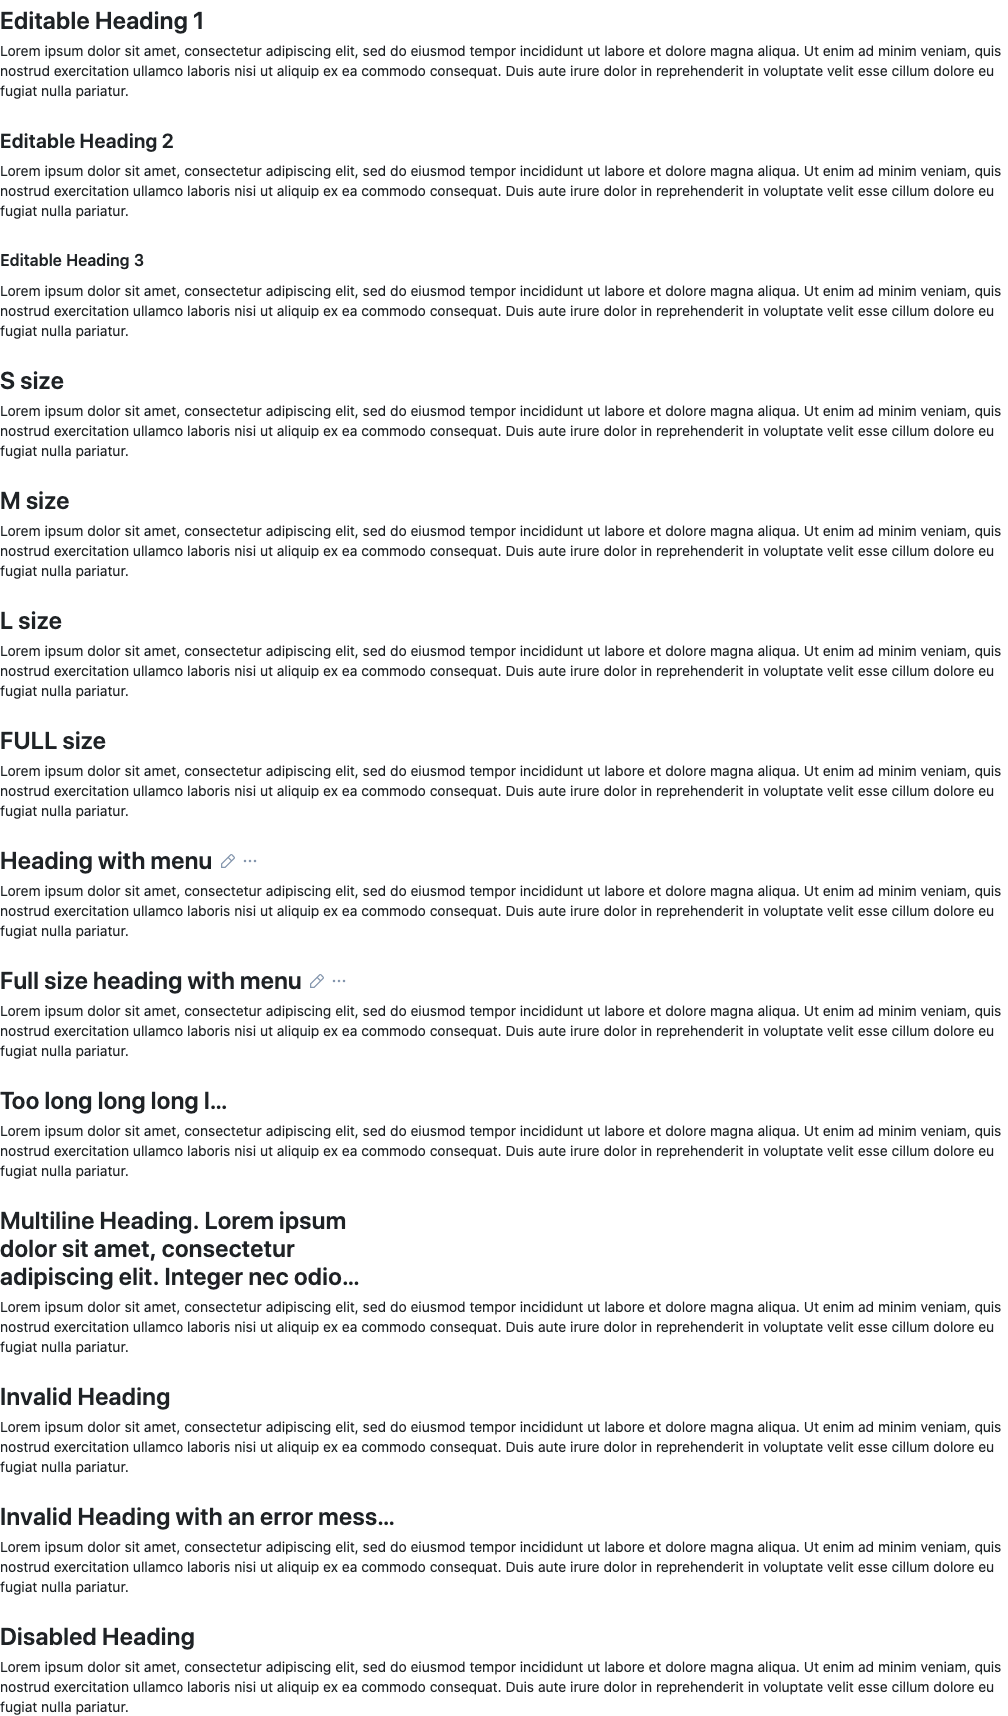 Editable Heading 1
Lorem ipsum dolor sit amet, consectetur adipiscing elit, sed do eiusmod tempor incididunt ut labore et dolore magna aliqua. Ut enim ad minim veniam, quis
nostrud exercitation ullamco laboris nisi ut aliquip ex ea commodo consequat. Duis aute irure dolor in reprehenderit in voluptate velit esse cillum dolore eu
fugiat nulla pariatur.
Editable Heading 2
Lorem ipsum dolor sit amet, consectetur adipiscing elit, sed do eiusmod tempor incididunt ut labore et dolore magna aliqua. Ut enim ad minim veniam, quis
nostrud exercitation ullamco laboris nisi ut aliquip ex ea commodo consequat. Duis aute irure dolor in reprehenderit in voluptate velit esse cillum dolore eu
fugiat nulla pariatur.
Editable Heading 3
Lorem ipsum dolor sit amet, consectetur adipiscing elit, sed do eiusmod tempor incididunt ut labore et dolore magna aliqua. Ut enim ad minim veniam, quis
nostrud exercitation ullamco laboris nisi ut aliquip ex ea commodo consequat. Duis aute irure dolor in reprehenderit in voluptate velit esse cillum dolore eu
fugiat nulla pariatur.
S size
Lorem ipsum dolor sit amet, consectetur adipiscing elit, sed do eiusmod tempor incididunt ut labore et dolore magna aliqua. Ut enim ad minim veniam, quis
nostrud exercitation ullamco laboris nisi ut aliquip ex ea commodo consequat. Duis aute irure dolor in reprehenderit in voluptate velit esse cillum dolore eu
fugiat nulla pariatur.
M size
Lorem ipsum dolor sit amet, consectetur adipiscing elit, sed do eiusmod tempor incididunt ut labore et dolore magna aliqua. Ut enim ad minim veniam, quis
nostrud exercitation ullamco laboris nisi ut aliquip ex ea commodo consequat. Duis aute irure dolor in reprehenderit in voluptate velit esse cillum dolore eu
fugiat nulla pariatur.
L size
Lorem ipsum dolor sit amet, consectetur adipiscing elit, sed do eiusmod tempor incididunt ut labore et dolore magna aliqua. Ut enim ad minim veniam, quis
nostrud exercitation ullamco laboris nisi ut aliquip ex ea commodo consequat. Duis aute irure dolor in reprehenderit in voluptate velit esse cillum dolore eu
fugiat nulla pariatur.
FULL size
Lorem ipsum dolor sit amet, consectetur adipiscing elit, sed do eiusmod tempor incididunt ut labore et dolore magna aliqua. Ut enim ad minim veniam, quis
nostrud exercitation ullamco laboris nisi ut aliquip ex ea commodo consequat. Duis aute irure dolor in reprehenderit in voluptate velit esse cillum dolore eu
fugiat nulla pariatur.
Heading with menu
Lorem ipsum dolor sit amet, consectetur adipiscing elit, sed do eiusmod tempor incididunt ut labore et dolore magna aliqua. Ut enim ad minim veniam, quis
nostrud exercitation ullamco laboris nisi ut aliquip ex ea commodo consequat. Duis aute irure dolor in reprehenderit in voluptate velit esse cillum dolore eu
fugiat nulla pariatur.
Full size heading with menu
Lorem ipsum dolor sit amet, consectetur adipiscing elit, sed do eiusmod tempor incididunt ut labore et dolore magna aliqua. Ut enim ad minim veniam, quis
nostrud exercitation ullamco laboris nisi ut aliquip ex ea commodo consequat. Duis aute irure dolor in reprehenderit in voluptate velit esse cillum dolore eu
fugiat nulla pariatur.
Too long long long l…
Lorem ipsum dolor sit amet, consectetur adipiscing elit, sed do eiusmod tempor incididunt ut labore et dolore magna aliqua. Ut enim ad minim veniam, quis
nostrud exercitation ullamco laboris nisi ut aliquip ex ea commodo consequat. Duis aute irure dolor in reprehenderit in voluptate velit esse cillum dolore eu
fugiat nulla pariatur.
Multiline Heading. Lorem ipsum
dolor sit amet, consectetur
adipiscing elit. Integer nec odio…
Lorem ipsum dolor sit amet, consectetur adipiscing elit, sed do eiusmod tempor incididunt ut labore et dolore magna aliqua. Ut enim ad minim veniam, quis
nostrud exercitation ullamco laboris nisi ut aliquip ex ea commodo consequat. Duis aute irure dolor in reprehenderit in voluptate velit esse cillum dolore eu
fugiat nulla pariatur.
Invalid Heading
Lorem ipsum dolor sit amet, consectetur adipiscing elit, sed do eiusmod tempor incididunt ut labore et dolore magna aliqua. Ut enim ad minim veniam, quis
nostrud exercitation ullamco laboris nisi ut aliquip ex ea commodo consequat. Duis aute irure dolor in reprehenderit in voluptate velit esse cillum dolore eu
fugiat nulla pariatur.
Invalid Heading with an error mess…
Lorem ipsum dolor sit amet, consectetur adipiscing elit, sed do eiusmod tempor incididunt ut labore et dolore magna aliqua. Ut enim ad minim veniam, quis
nostrud exercitation ullamco laboris nisi ut aliquip ex ea commodo consequat. Duis aute irure dolor in reprehenderit in voluptate velit esse cillum dolore eu
fugiat nulla pariatur.
Disabled Heading
Lorem ipsum dolor sit amet, consectetur adipiscing elit, sed do eiusmod tempor incididunt ut labore et dolore magna aliqua. Ut enim ad minim veniam, quis
nostrud exercitation ullamco laboris nisi ut aliquip ex ea commodo consequat. Duis aute irure dolor in reprehenderit in voluptate velit esse cillum dolore eu
fugiat nulla pariatur.